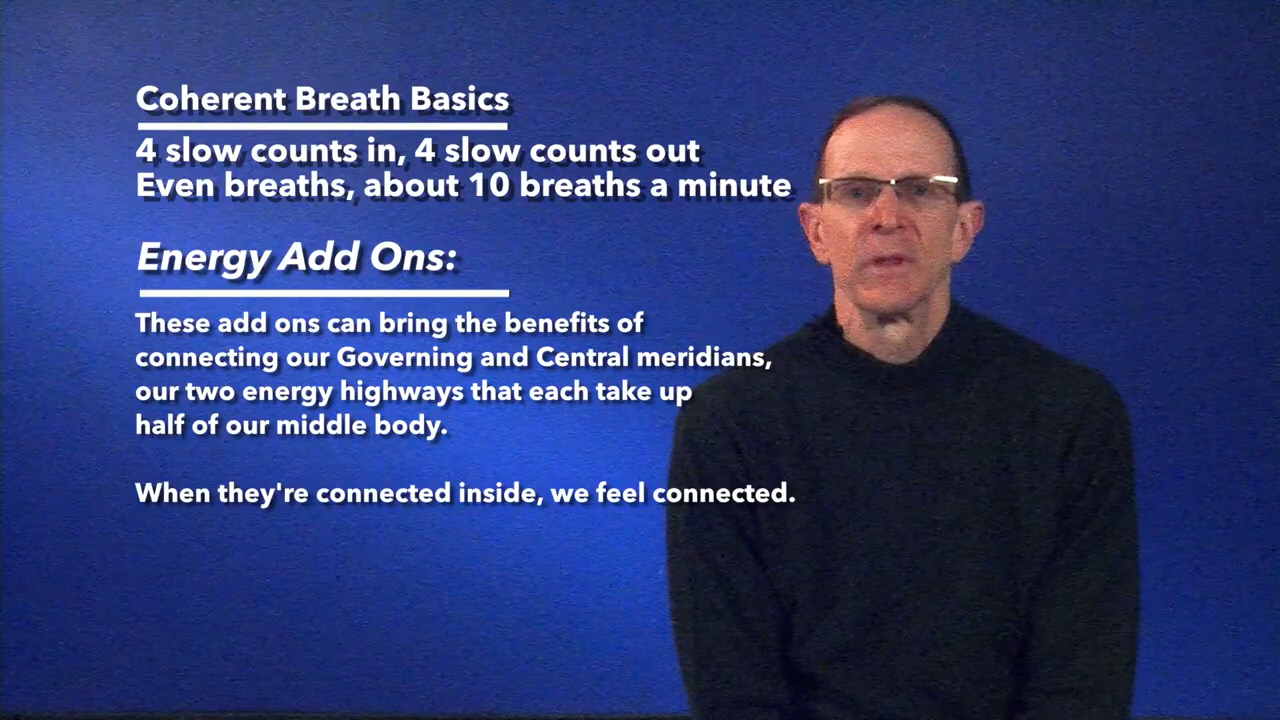 Coherent Breath Basics
4 slow counts in, 4 slow counts out
Even breaths, about 10 breaths a minute
Energy Add Ons:
These add ons can bring the benefits of
connecting our Governing and Central meridians,
our two energy highways that each take up
half of our middle body.
When they're connected inside, we feel connected.